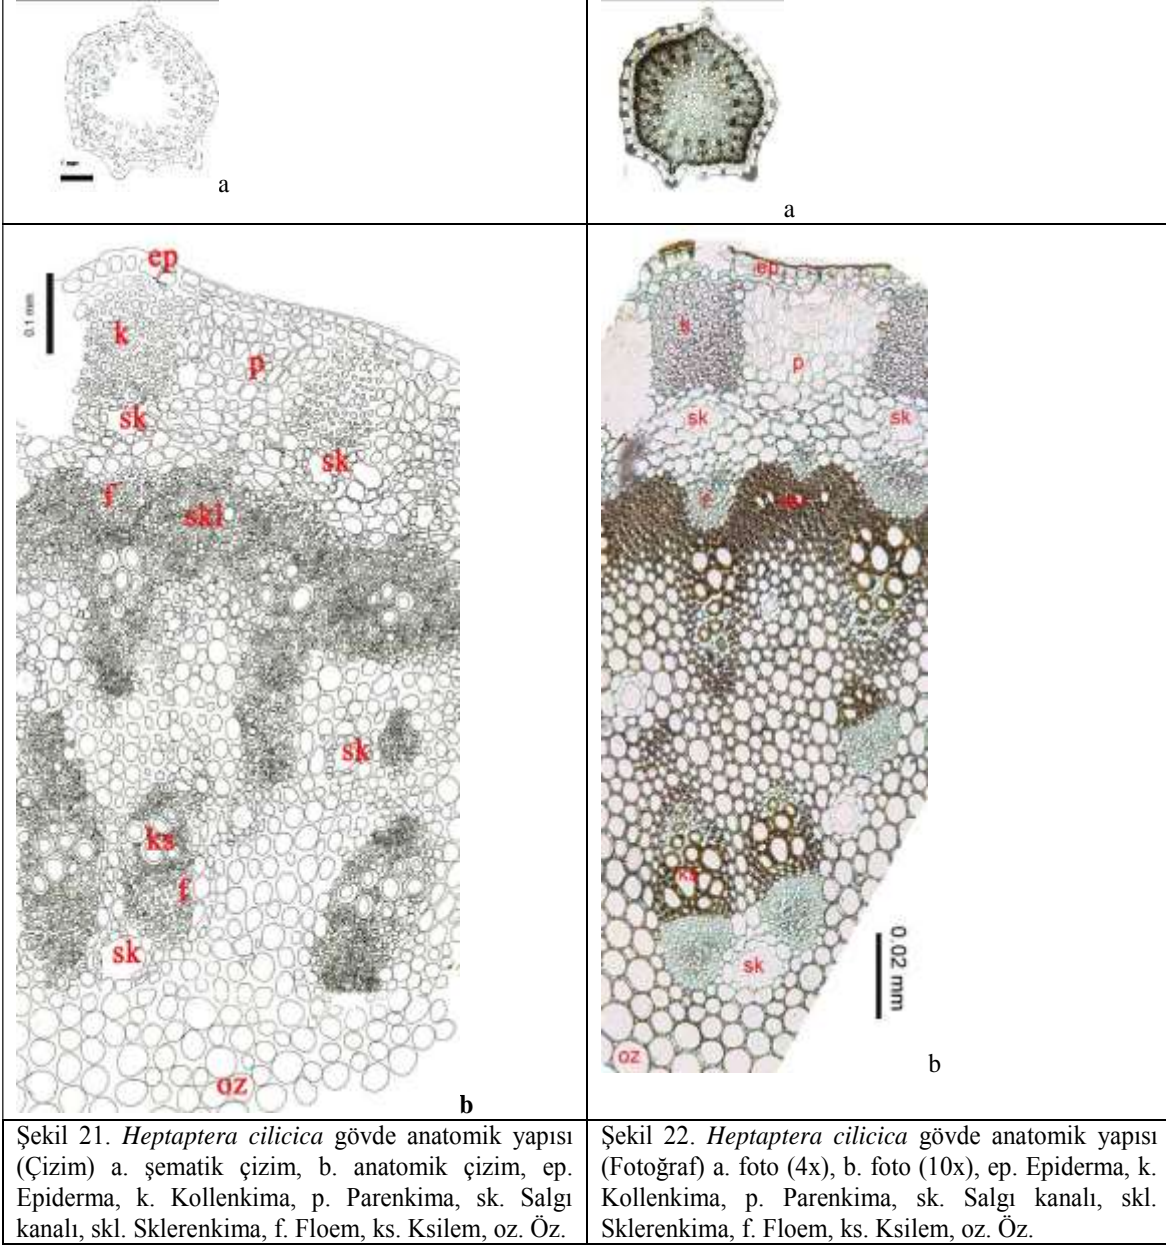 a
a
ep
0.1 mm
k
p
sk
sk
f
skl
sk
ks
f
sk
oz
b
ep
k
p
sk
sk
f
ks
sk
0.02 mm
oz
b
Şekil 21. Heptaptera cilicica gövde anatomik yapısı
(Çizim) a. şematik çizim, b. anatomik çizim, ep.
Epiderma, k. Kollenkima, p. Parenkima, sk. Salgı
kanalı, skl. Sklerenkima, f. Floem, ks. Ksilem, oz. Öz.
Şekil 22. Heptaptera cilicica gövde anatomik yapısı
(Fotoğraf) a. foto (4x), b. foto (10x), ep. Epiderma, k.
Kollenkima, p. Parenkima, sk. Salgı kanalı, skl.
Sklerenkima, f. Floem, ks. Ksilem, oz. Öz.